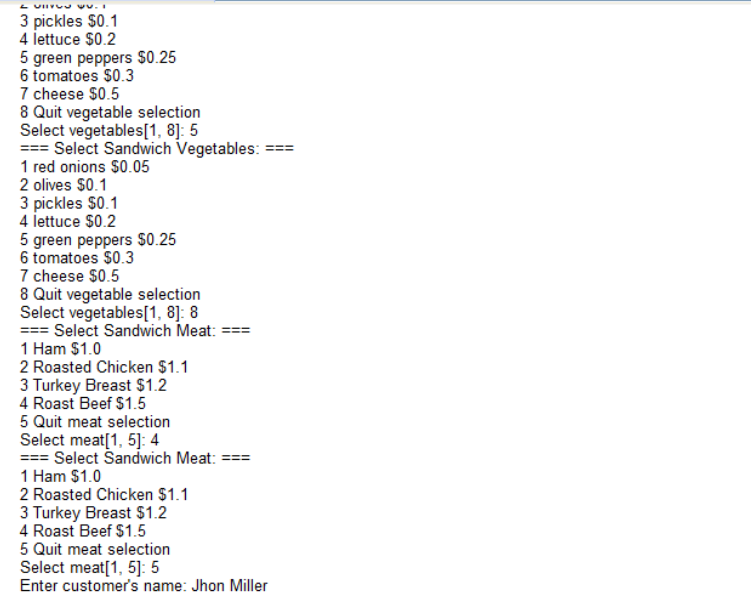 3 pickles $0.1
4 lettuce $0.2
5 green peppers $0.25
6 tomatoes $0.3
7 cheese $0.5
8 Quit vegetable selection
Select vegetables[1, 8]: 5
=== Select Sandwich Vegetables: ===
1 red onions $0.05
2 olives $0.1
3 pickles $0.1
4 lettuce $0.2
5 green peppers $0.25
6 tomatoes $0.3
7 cheese $0.5
8 Quit vegetable selection
Select vegetables[1, 8]: 8
=== Select Sandwich Meat: ===
1 Ham $1.0
2 Roasted Chicken $1.1
3 Turkey Breast $1.2
4 Roast Beef $1.5
5 Quit meat selection
Select meat[1, 5]: 4
=== Select Sandwich Meat: ===
1 Ham $1.0
2 Roasted Chicken $1.1
3 Turkey Breast $1.2
4 Roast Beef $1.5
5 Quit meat selection
Select meat[1, 5]: 5
Enter customer's name: Jhon Miller